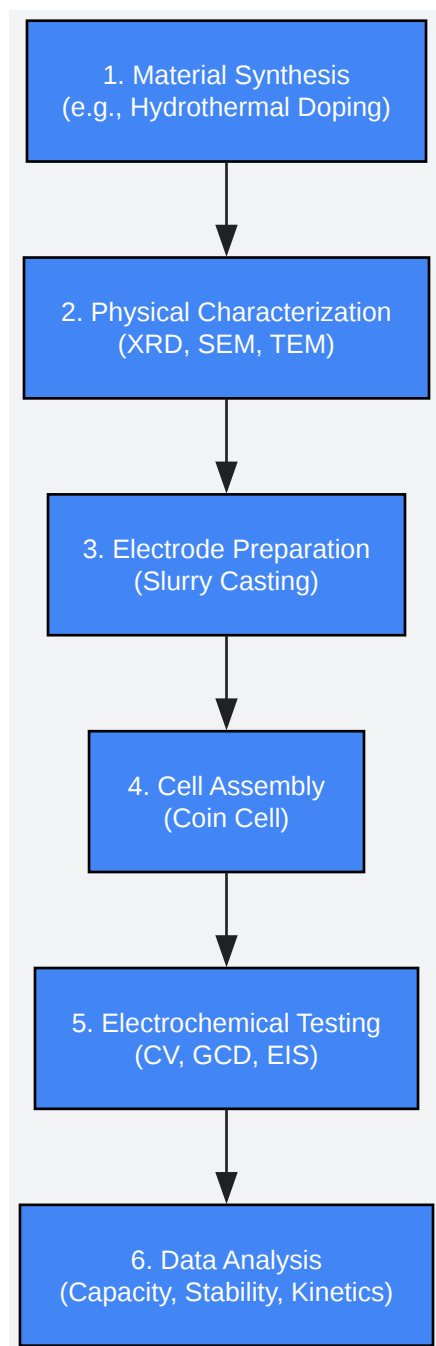 1. Material Synthesis
(e.g., Hydrothermal Doping)
2. Physical Characterization
(XRD, SEM, TEM)
3. Electrode Preparation
(Slurry Casting)
4. Cell Assembly
(Coin Cell)
5. Electrochemical Testing
(CV, GCD, EIS)
6. Data Analysis
(Capacity, Stability, Kinetics)